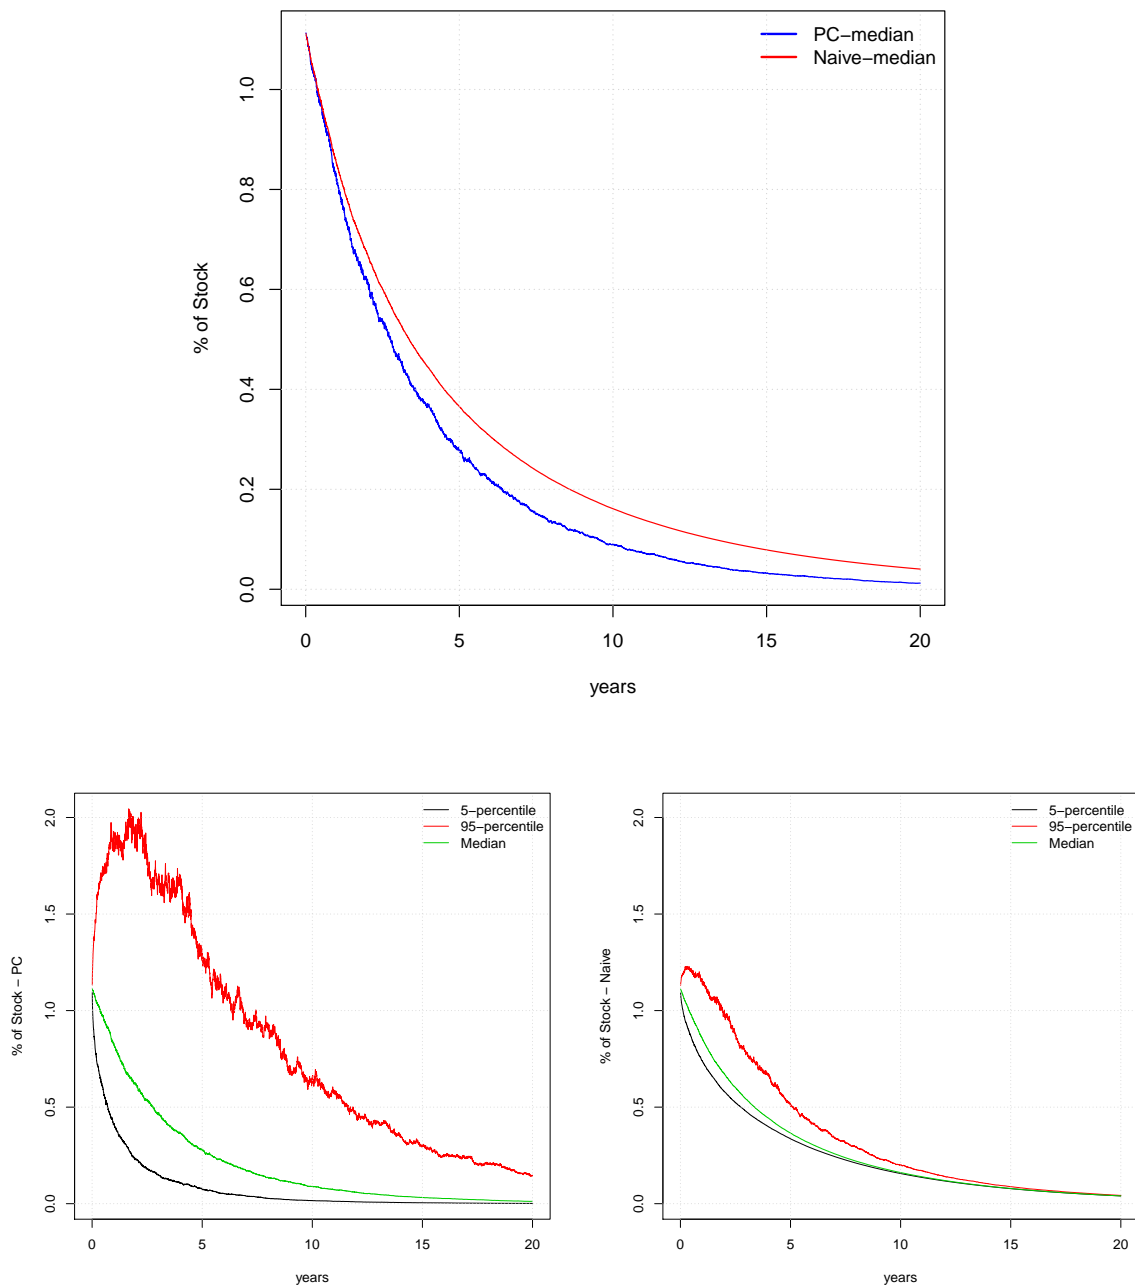 PC−median
Naive−median
% of Stock
1.0
0.8
0.6
0.4
0.2
0.0
0 5 10 15 20
years
5−percentile
95−percentile
Median
% of Stock − PC
2.0
1.5
1.0
0.5
0.0
0 5 10 15 20
years
5−percentile
95−percentile
Median
% of Stock − Naive
2.0
1.5
1.0
0.5
0.0
0 5 10 15 20
years